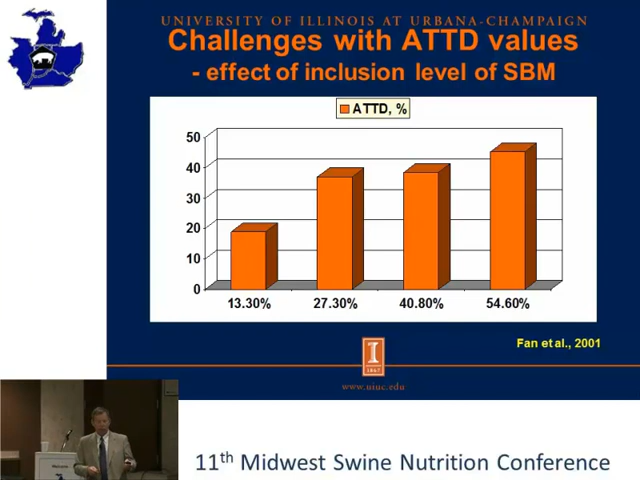 UNIVERSITY OF ILLINOIS AT URBANA-CHAMPAIGN
Challenges with ATTD values
- effect of inclusion level of SBM
ATTD, %
50
40
30
20
10
0
13.30% 27.30% 40.80% 54.60%
Fan et al., 2001
I
1867
www.uiuc.edu
11th Midwest Swine Nutrition Conference